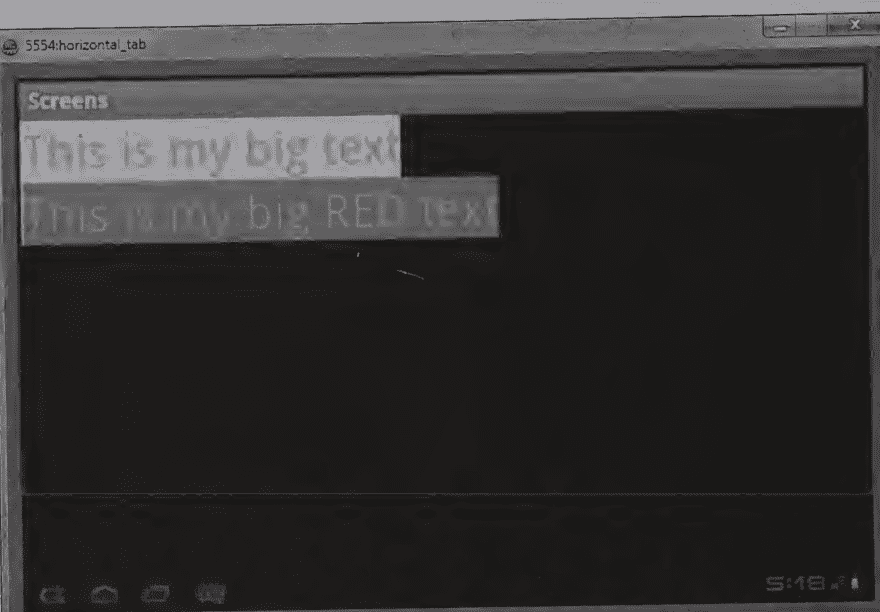 5554:horizontal_tab
Screens
This is my big text
This is my big RED text
5:18